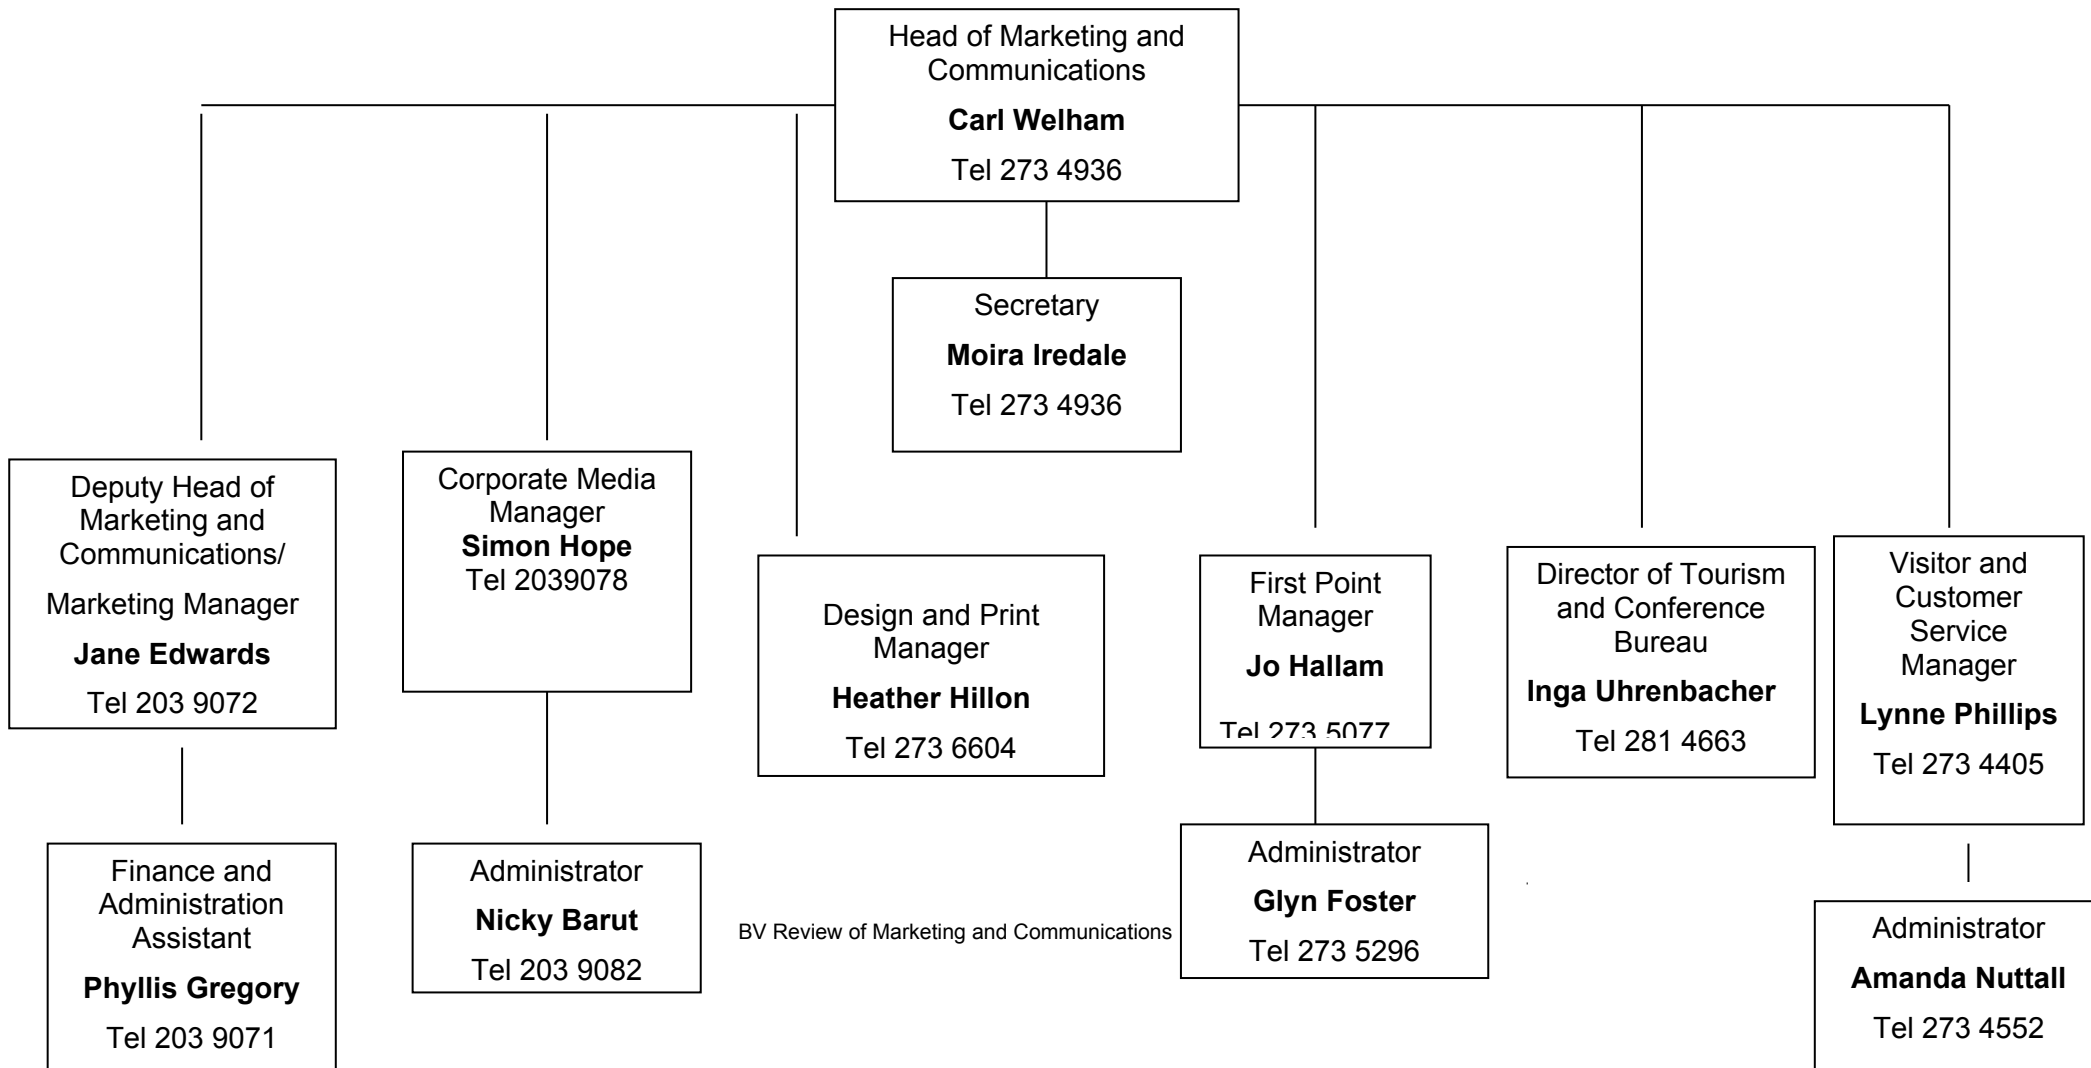 Head of Marketing and
Communications
Carl Welham
Tel 273 4936
Secretary
Moira Iredale
Tel 273 4936
Deputy Head of
Marketing and
Communications/
Marketing Manager
Jane Edwards
Tel 203 9072
Corporate Media
Manager
Simon Hope
Tel 2039078
Design and Print
Manager
Heather Hillon
Tel 273 6604
First Point
Manager
Jo Hallam
Tel 273 5077
Director of Tourism
and Conference
Bureau
Inga Uhrenbacher
Tel 281 4663
Visitor and
Customer
Service
Manager
Lynne Phillips
Tel 273 4405
Finance and
Administration
Assistant
Phyllis Gregory
Tel 203 9071
Administrator
Nicky Barut
Tel 203 9082
BV Review of Marketing and Communications
Administrator
Glyn Foster
Tel 273 5296
Administrator
Amanda Nuttall
Tel 273 4552